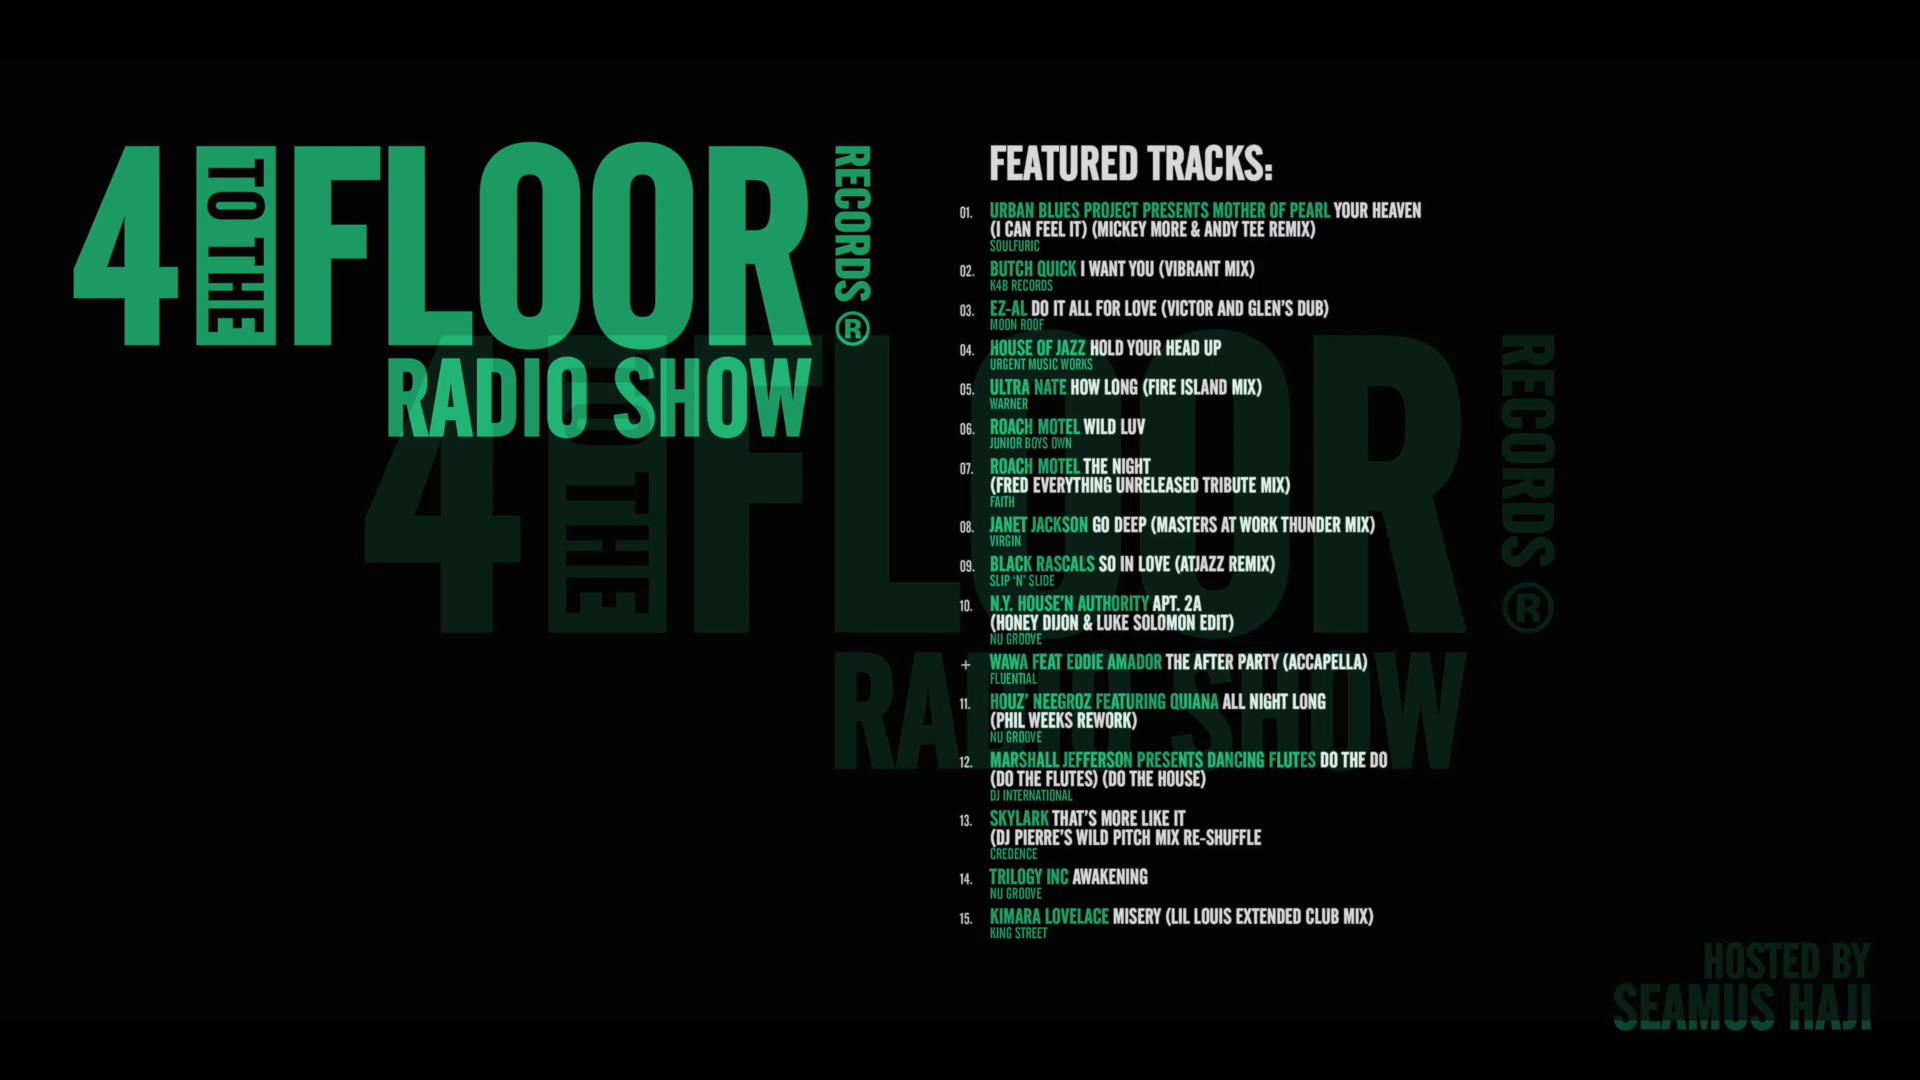 4 TO THE FLOOR RECORDS ®
RADIO SHOW
FEATURED TRACKS:
01. URBAN BLUES PROJECT PRESENTS MOTHER OF PEARL YOUR HEAVEN
(I CAN FEEL IT) (MICKEY MORE & ANDY TEE REMIX)
SOULFURIC
02. BUTCH QUICK I WANT YOU (VIBRANT MIX)
K4B RECORDS
03. EZ-AL DO IT ALL FOR LOVE (VICTOR AND GLEN'S DUB)
MOON ROOF
04. HOUSE OF JAZZ HOLD YOUR HEAD UP
URGENT MUSIC WORKS
05. ULTRA NATE HOW LONG (FIRE ISLAND MIX)
WARNER
06. ROACH MOTEL WILD LUV
JUNIOR BOYS OWN
07. ROACH MOTEL THE NIGHT
(FRED EVERYTHING UNRELEASED TRIBUTE MIX)
FAITH
08. JANET JACKSON GO DEEP (MASTERS AT WORK THUNDER MIX)
VIRGIN
09. BLACK RASCALS SO IN LOVE (ATJAZZ REMIX)
SLIP 'N' SLIDE
10. N.Y. HOUSE'N AUTHORITY APT. 2A
(HONEY DIJON & LUKE SOLOMON EDIT)
NU GROOVE
+ WAWA FEAT EDDIE AMADOR THE AFTER PARTY (ACCAPELLA)
FLUENTIAL
11. HOUZ' NEEGROZ FEATURING QUIANA ALL NIGHT LONG
(PHIL WEEKS REWORK)
NU GROOVE
12. MARSHALL JEFFERSON PRESENTS DANCING FLUTES DO THE DO
(DO THE FLUTES) (DO THE HOUSE)
DJ INTERNATIONAL
13. SKYLARK THAT'S MORE LIKE IT
(DJ PIERRE'S WILD PITCH MIX RE-SHUFFLE
CREDENCE
14. TRILOGY INC AWAKENING
NU GROOVE
15. KIMARA LOVELACE MISERY (LIL LOUIS EXTENDED CLUB MIX)
KING STREET
4 TO THE FLOOR RECORDS ®
RADIO SHOW
HOSTED BY
SEAMUS HAJI